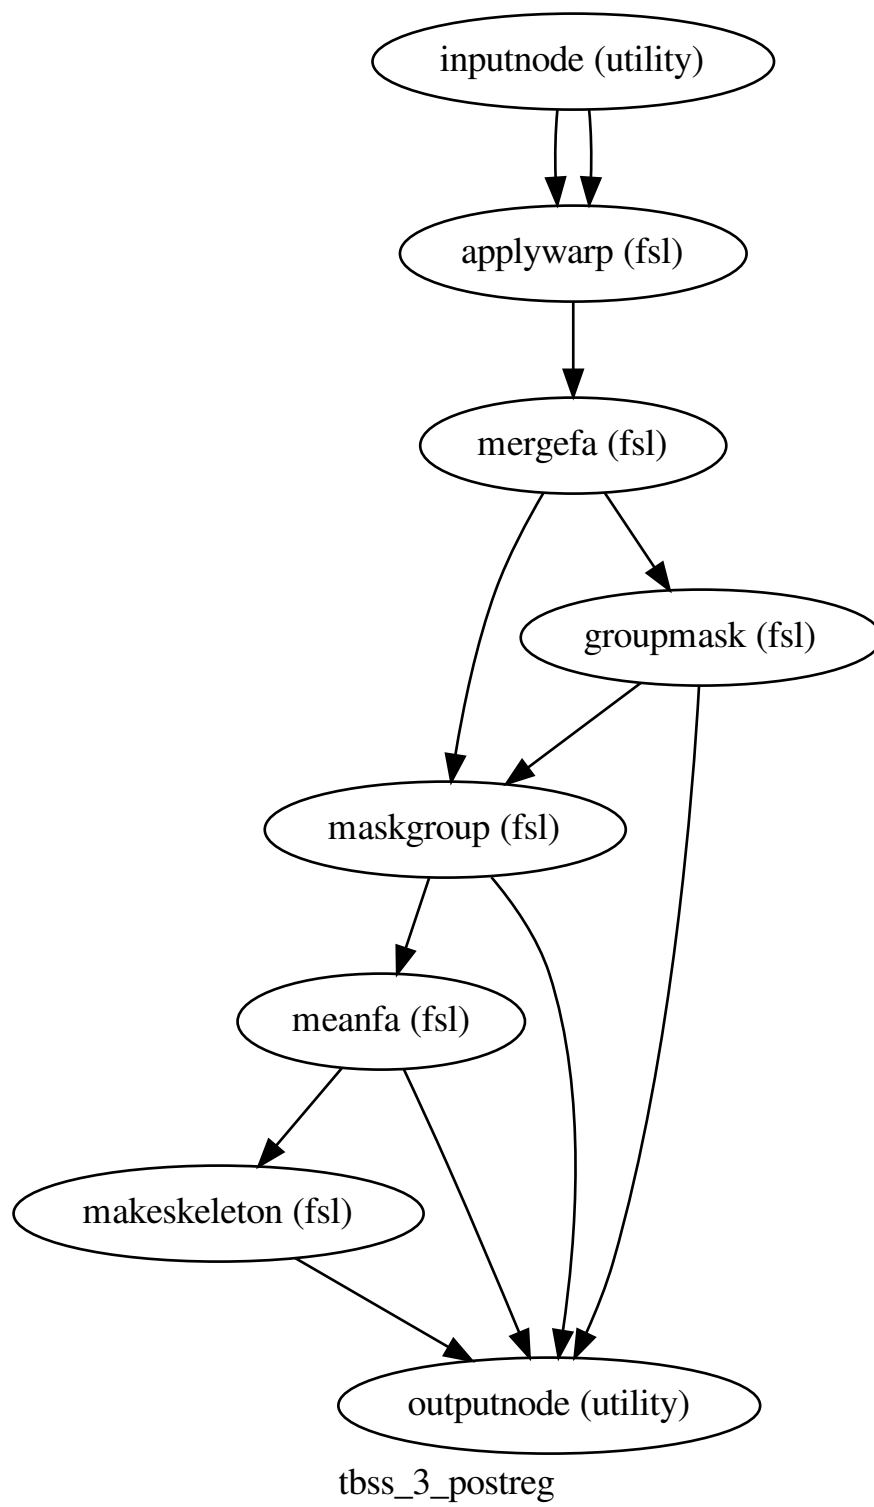 inputnode (utility)
applywarp (fsl)
mergefa (fsl)
groupmask (fsl)
maskgroup (fsl)
meanfa (fsl)
makeskeleton (fsl)
outputnode (utility)
tbss_3_postreg